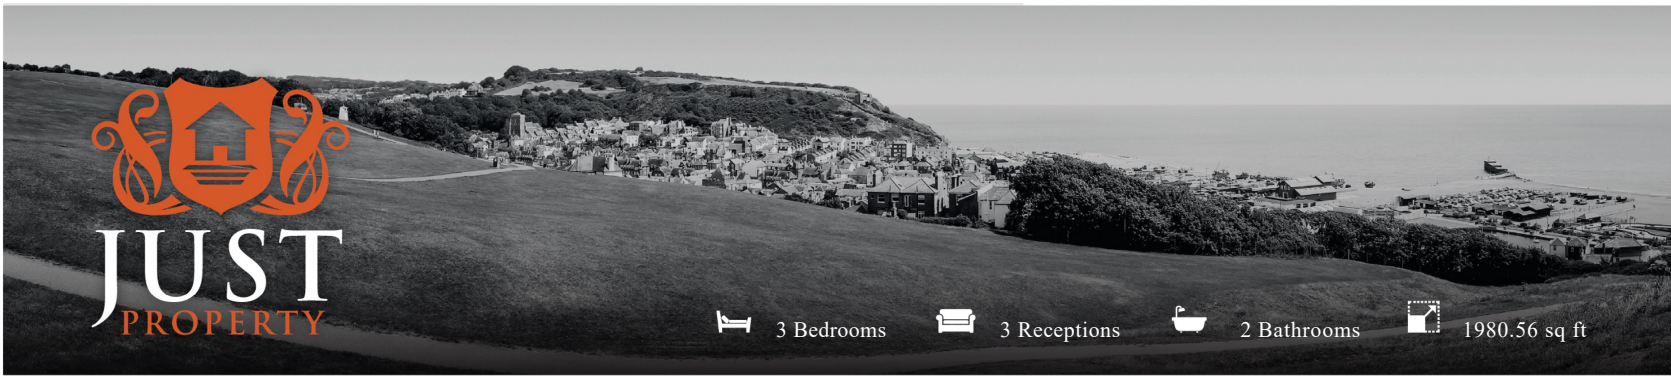 JUST
PROPERTY
3 Bedrooms
3 Receptions
2 Bathrooms
1980.56 sq ft